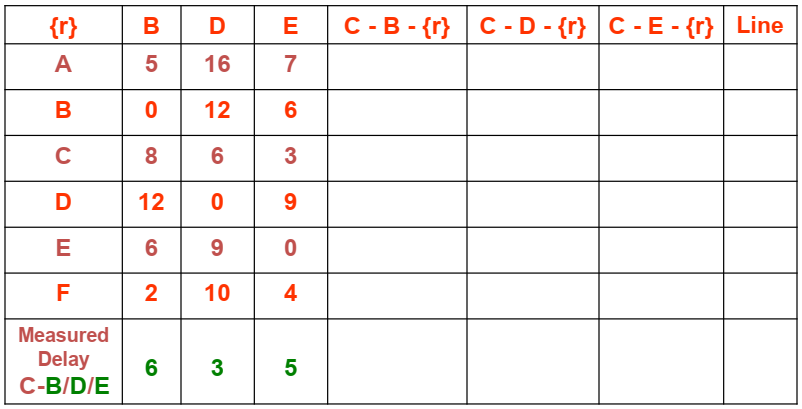 {r} B D E C - B - {r} C - D - {r} C - E - {r} Line
A 5 16 7
B 0 12 6
C 8 6 3
D 12 0 9
E 6 9 0
F 2 10 4
Measured
Delay
C-B/D/E 6 3 5